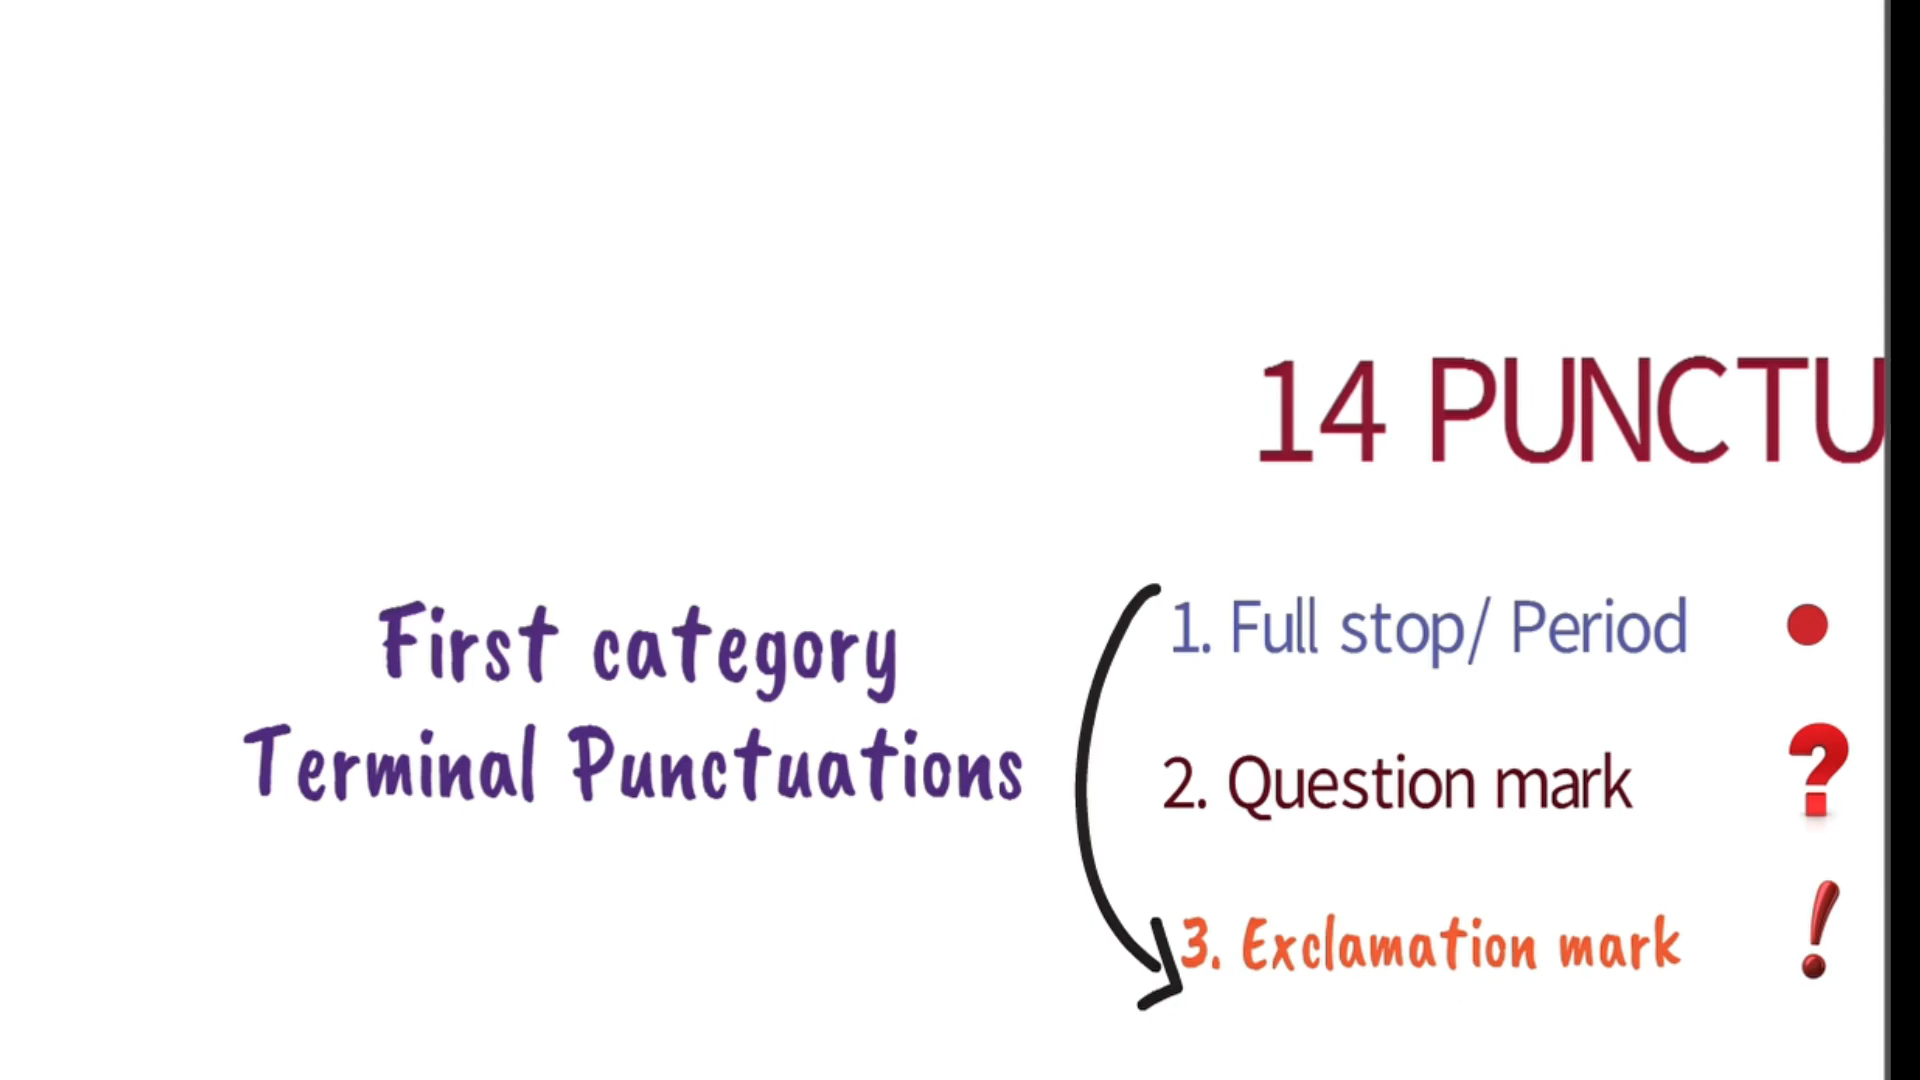 14 PUNCTU
First category
Terminal Punctuations
1. Full stop/ Period
2. Question mark ?
3. Exclamation mark !